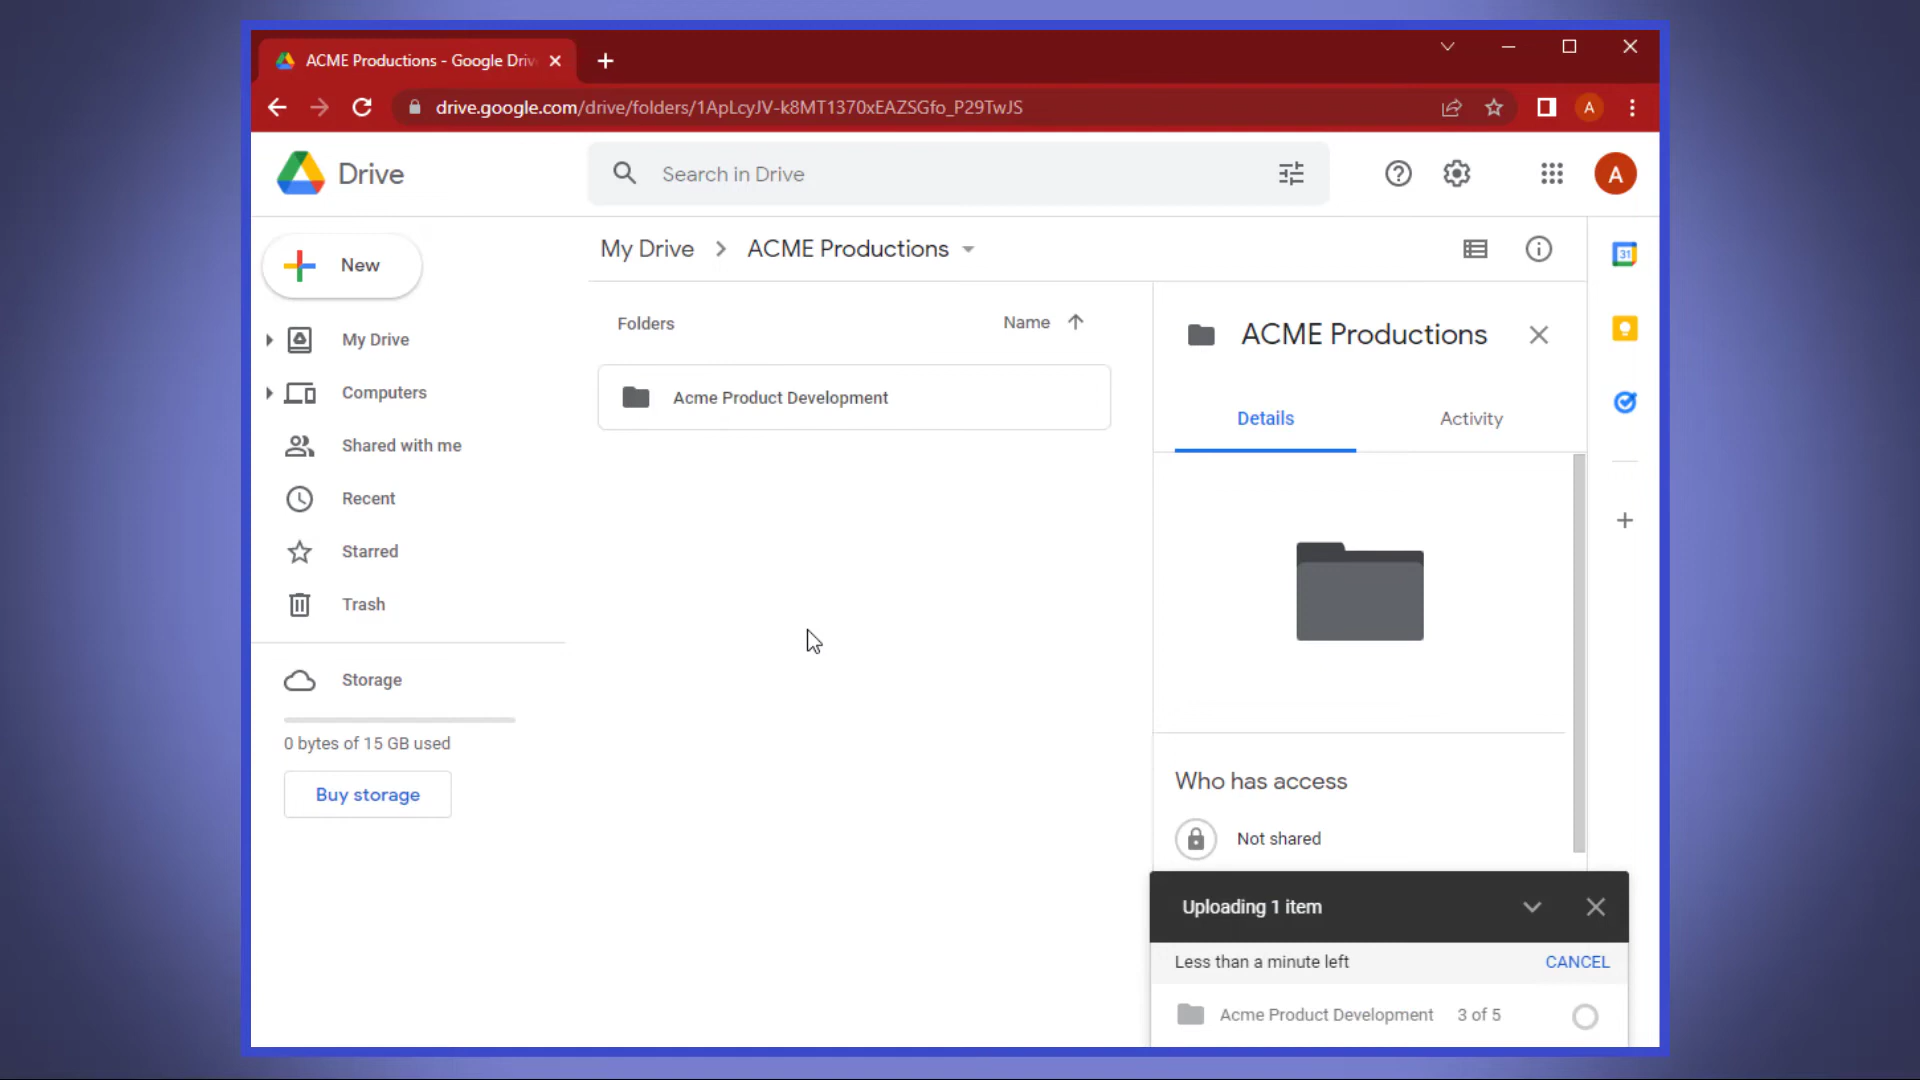 ACME Productions - Google Driv
drive.google.com/drive/folders/1ApLcyJV-k8MT1370xEAZSGfo_P29TwJS
A
Drive
Search in Drive
A
New
My Drive
Computers
Shared with me
Recent
Starred
Trash
Storage
0 bytes of 15 GB used
Buy storage
My Drive > ACME Productions
Folders
Name
Acme Product Development
ACME Productions
Details
Activity
Who has access
Not shared
31
Uploading 1 item
Less than a minute left
CANCEL
Acme Product Development 3 of 5